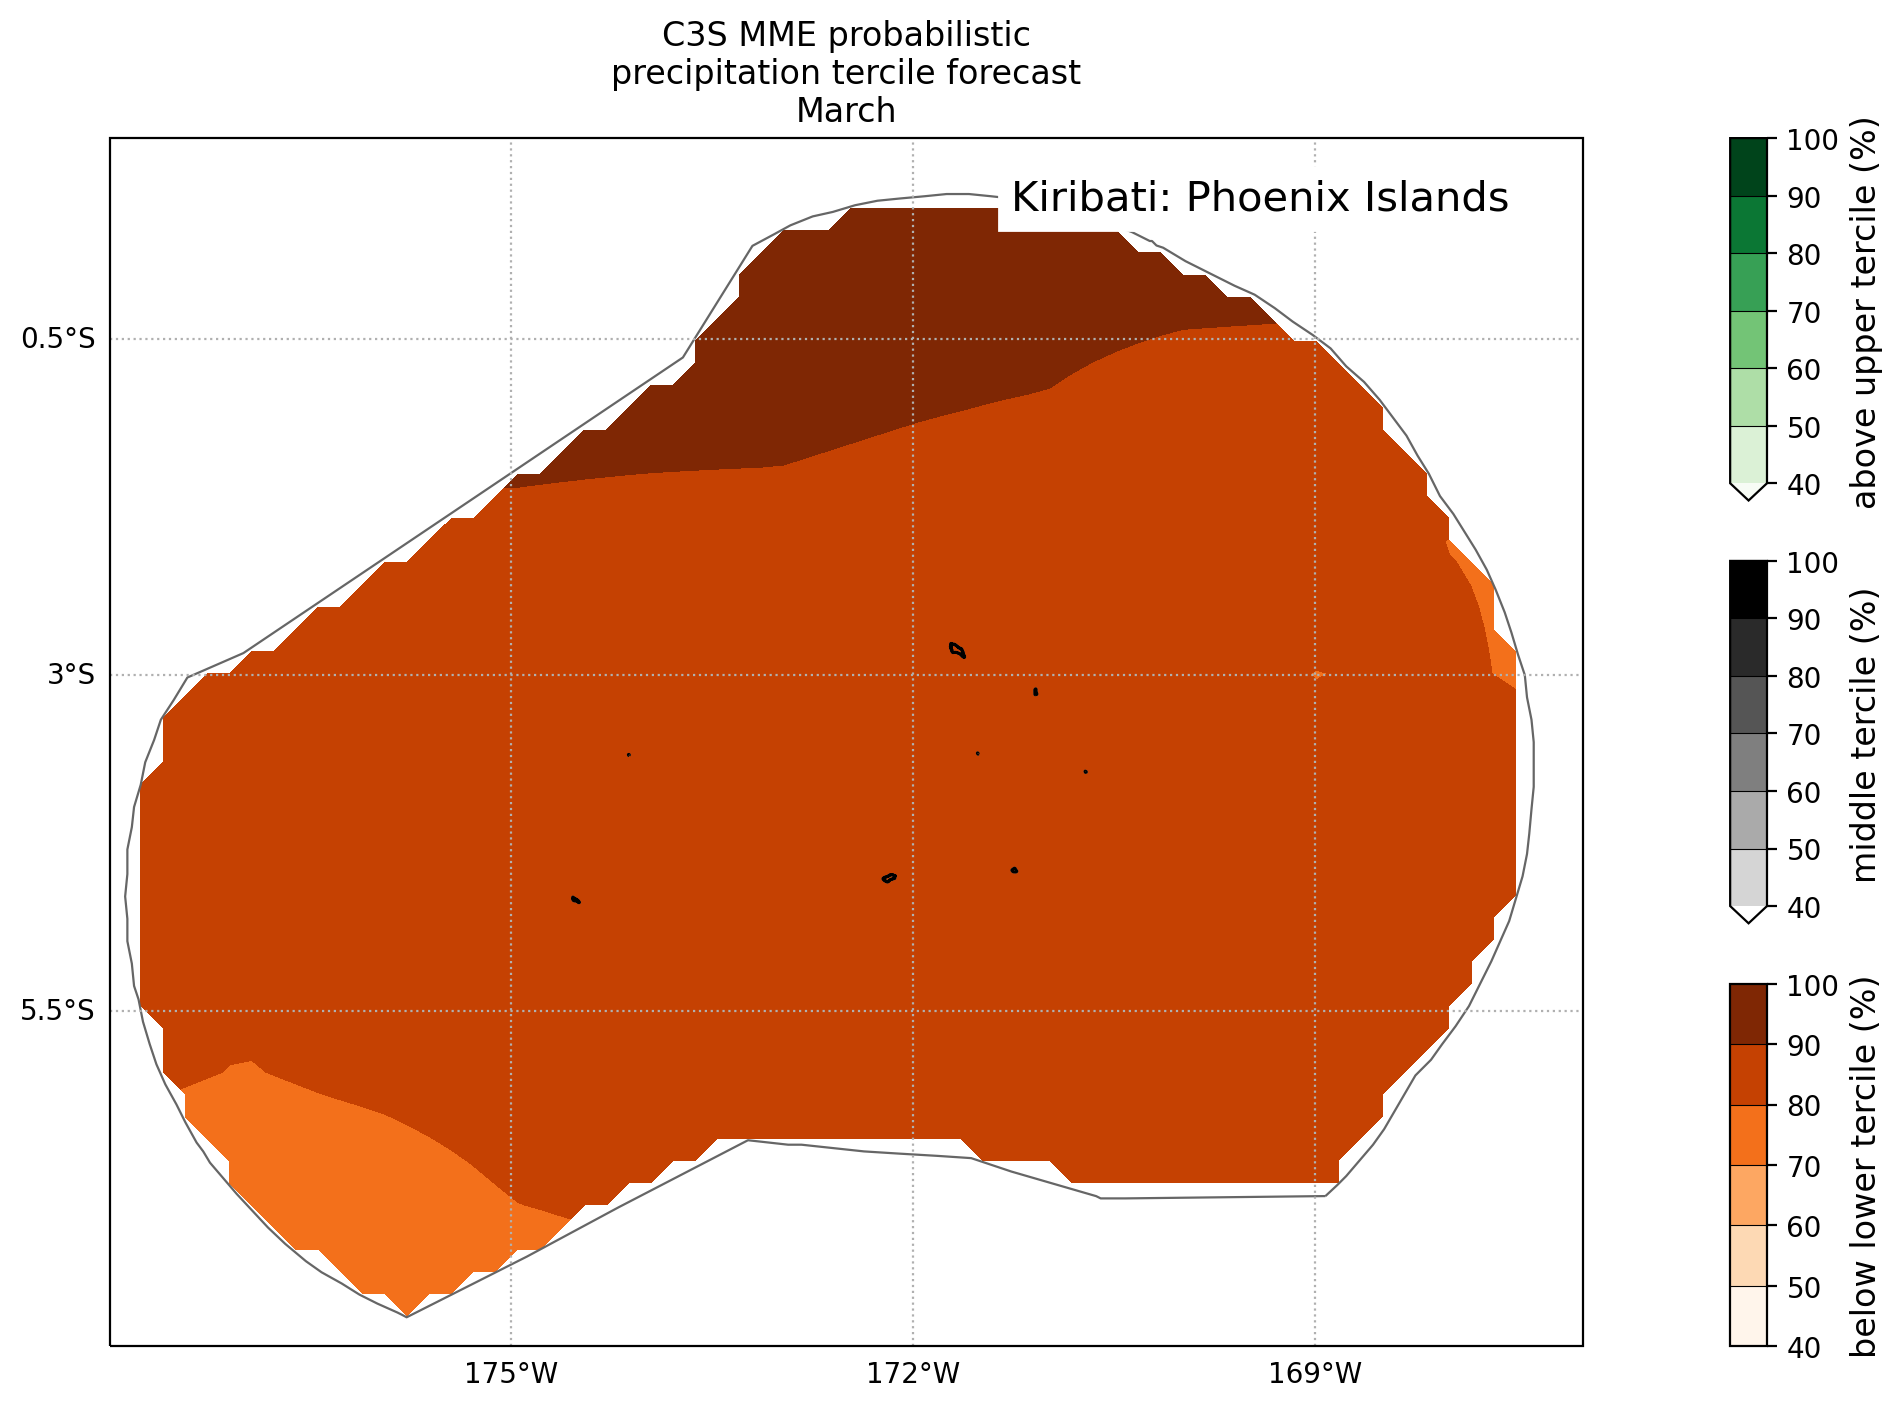 C3S MME probabilistic
precipitation tercile forecast
March
Kiribati: Phoenix Islands
0.5°S
3°S
5.5°S
175°W
172°W
169°W
100
90
80
70
60
50
40
above upper tercile (%)
100
90
80
70
60
50
40
middle tercile (%)
100
90
80
70
60
50
40
below lower tercile (%)